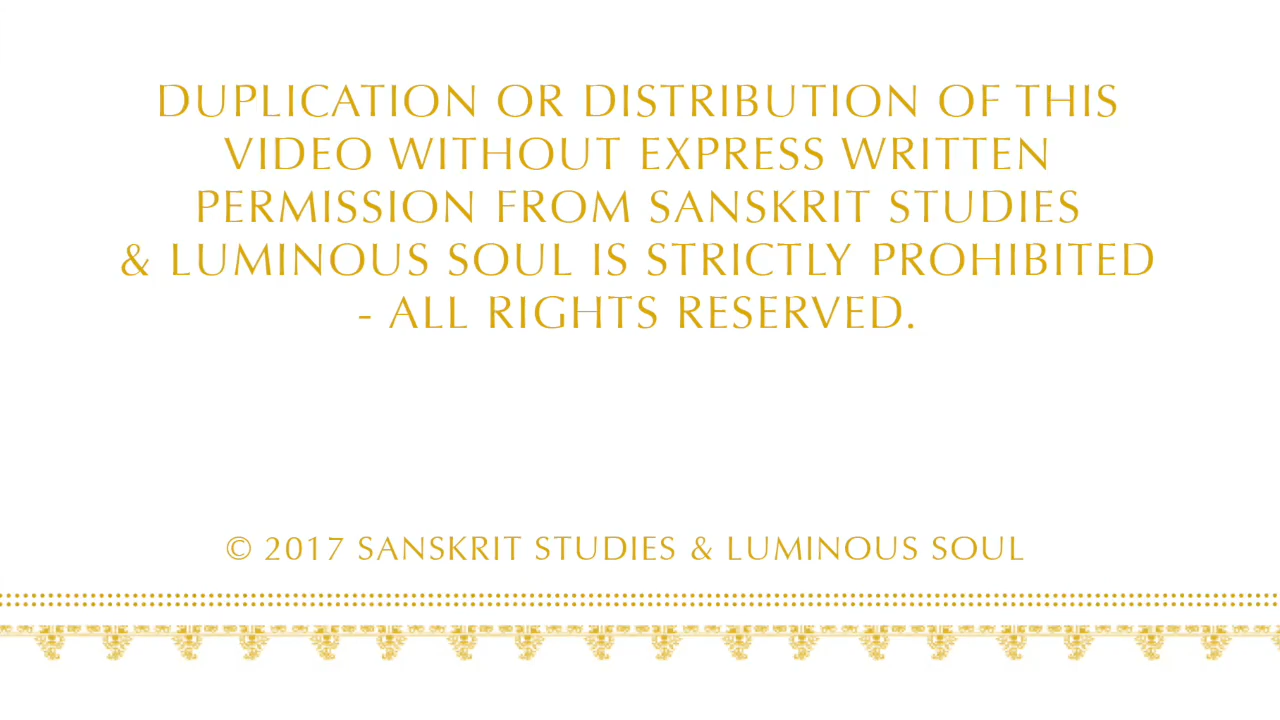 DUPLICATION OR DISTRIBUTION OF THIS
VIDEO WITHOUT EXPRESS WRITTEN
PERMISSION FROM SANSKRIT STUDIES
& LUMINOUS SOUL IS STRICTLY PROHIBITED
- ALL RIGHTS RESERVED.
© 2017 SANSKRIT STUDIES & LUMINOUS SOUL